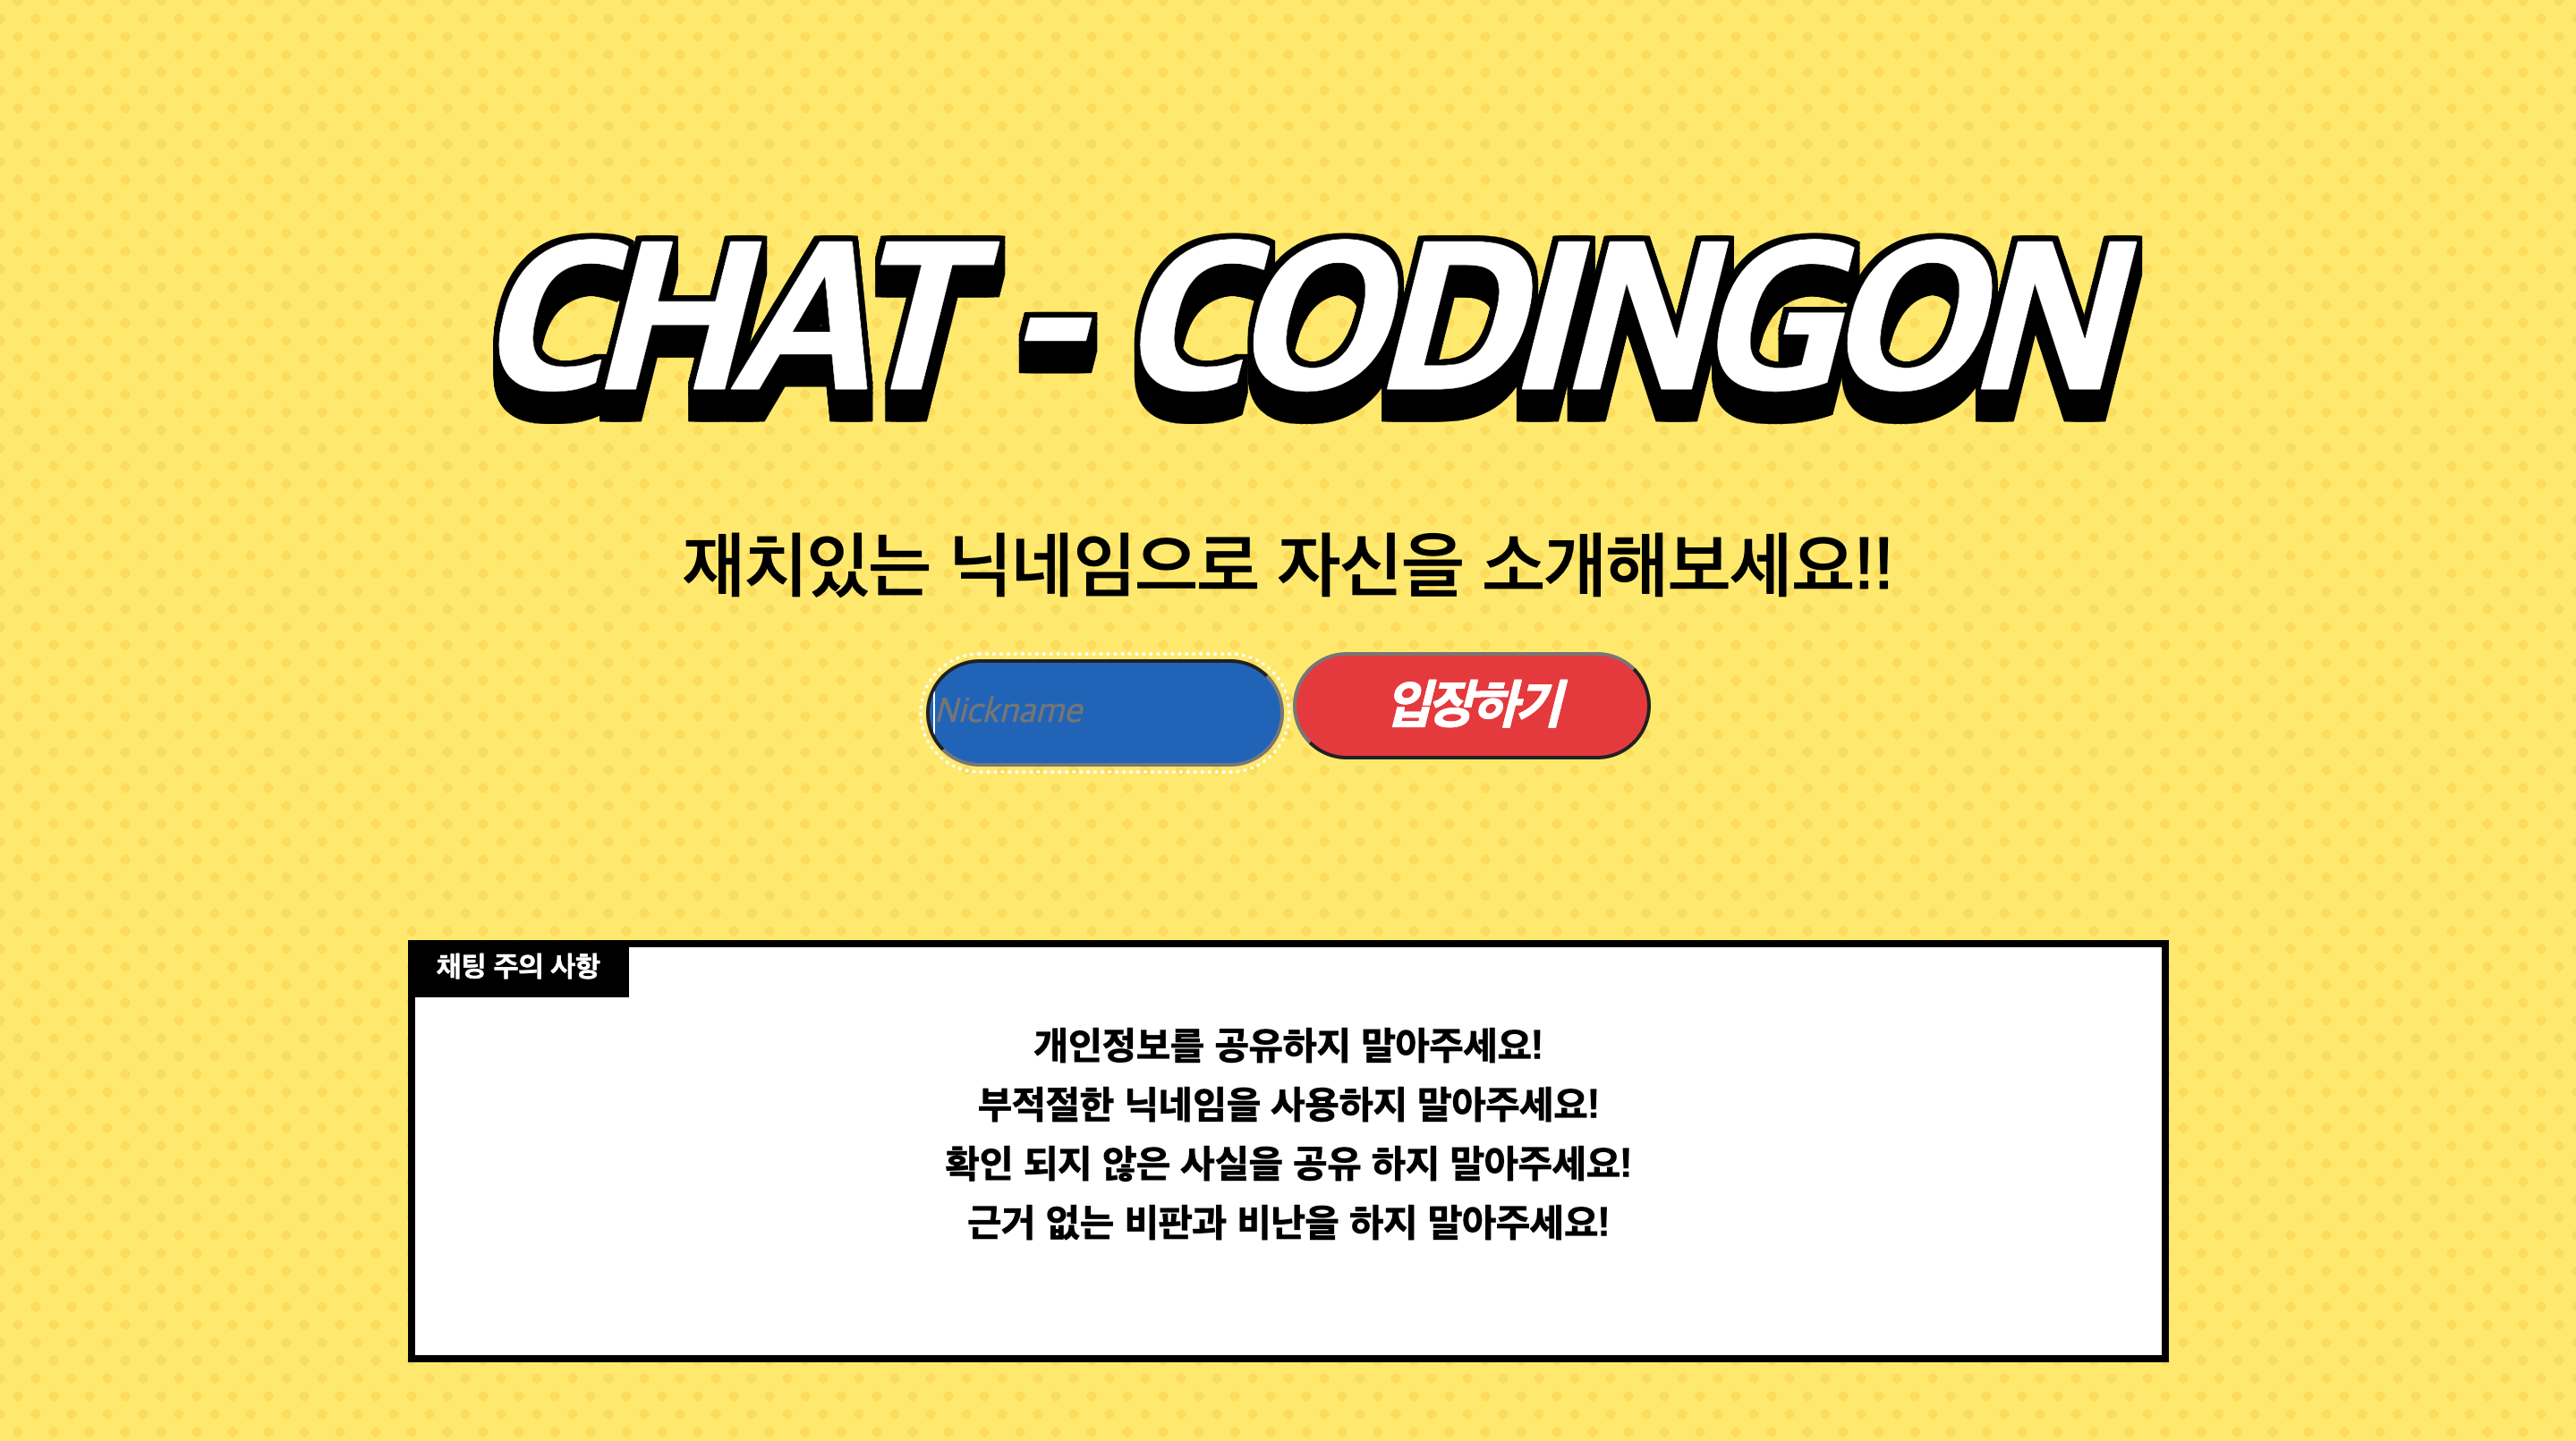 CHAT - CODINGON
재치있는 닉네임으로 자신을 소개해보세요!!
Nickname
입장하기
채팅 주의 사항
개인정보를 공유하지 말아주세요!
부적절한 닉네임을 사용하지 말아주세요!
확인 되지 않은 사실을 공유 하지 말아주세요!
근거 없는 비판과 비난을 하지 말아주세요!